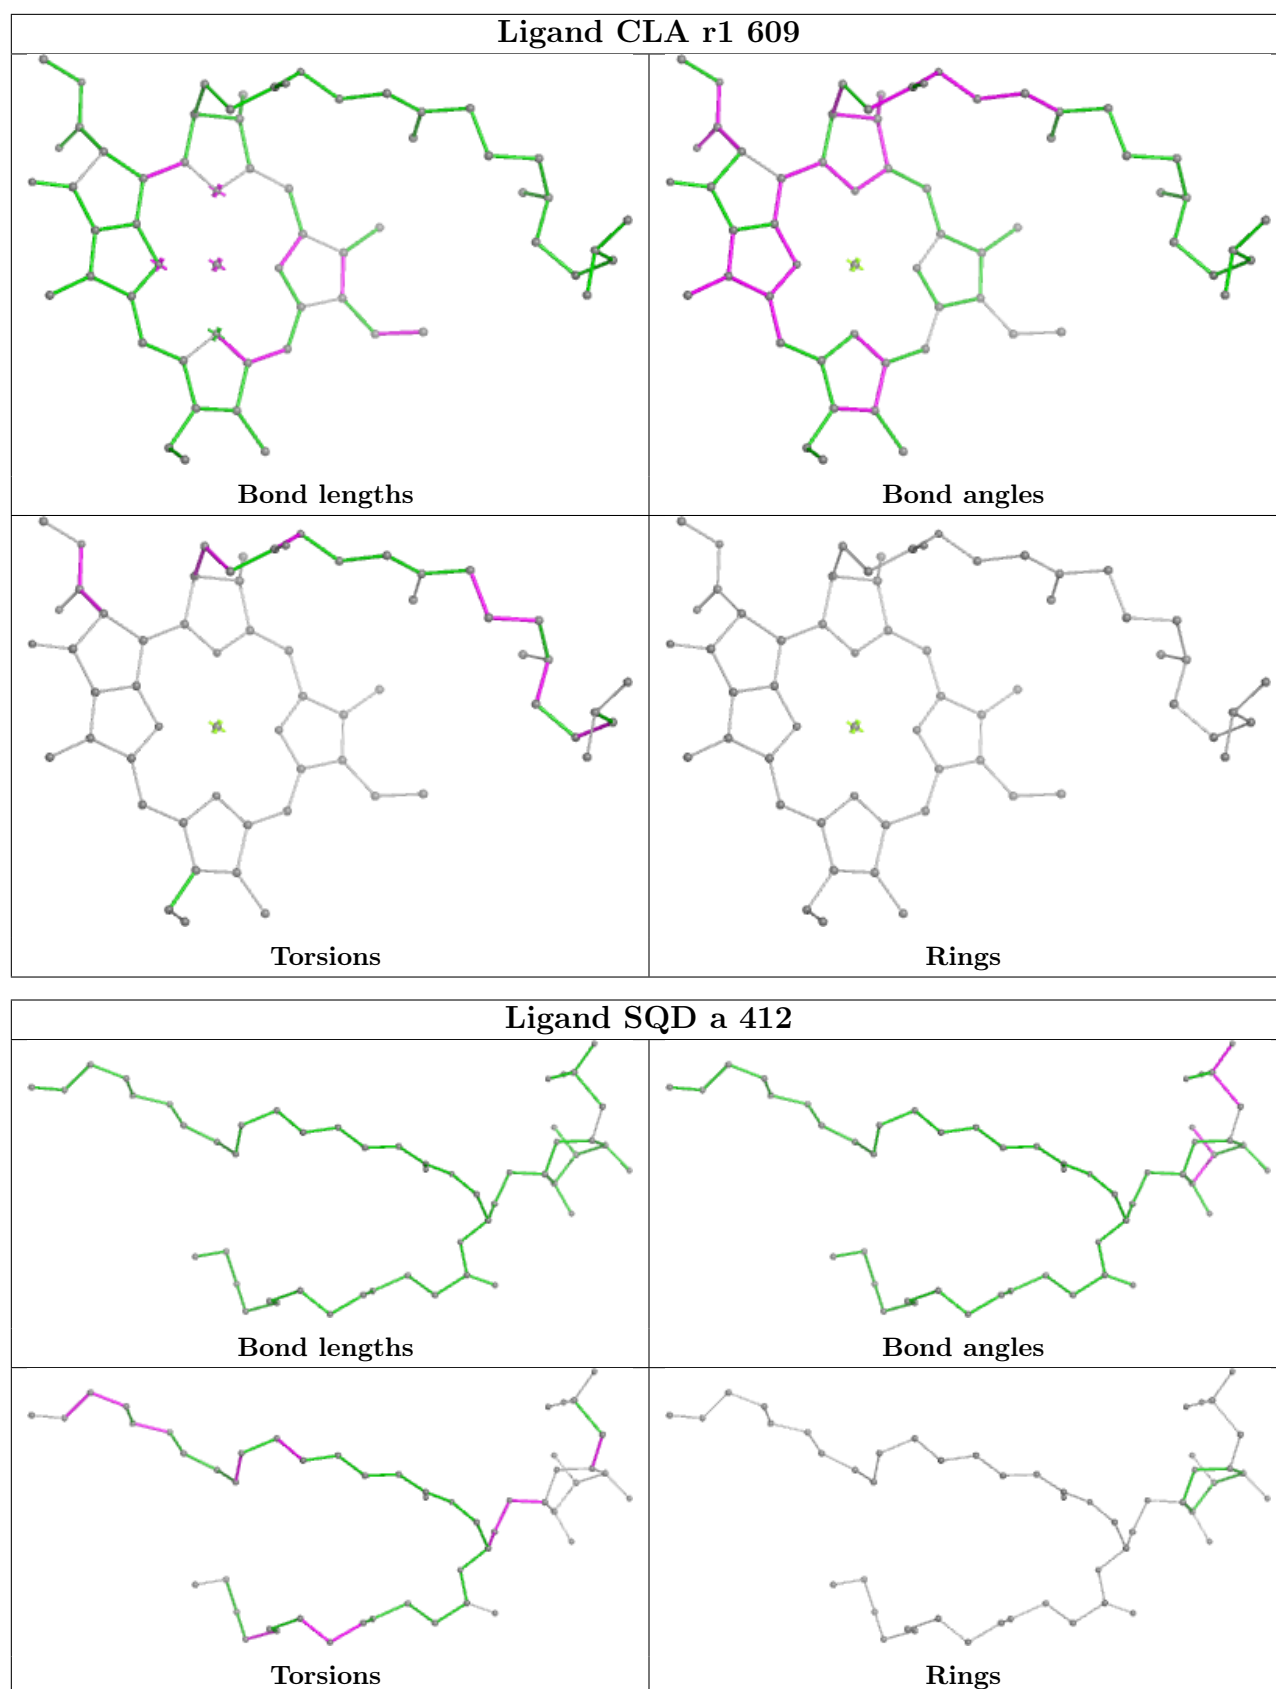 Ligand CLA r1 609
Bond lengths
Bond angles
Torsions
Rings
Ligand SQD a 412
Bond lengths
Bond angles
Torsions
Rings